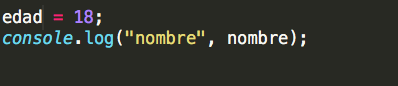 edad = 18;
console.log("nombre", nombre);